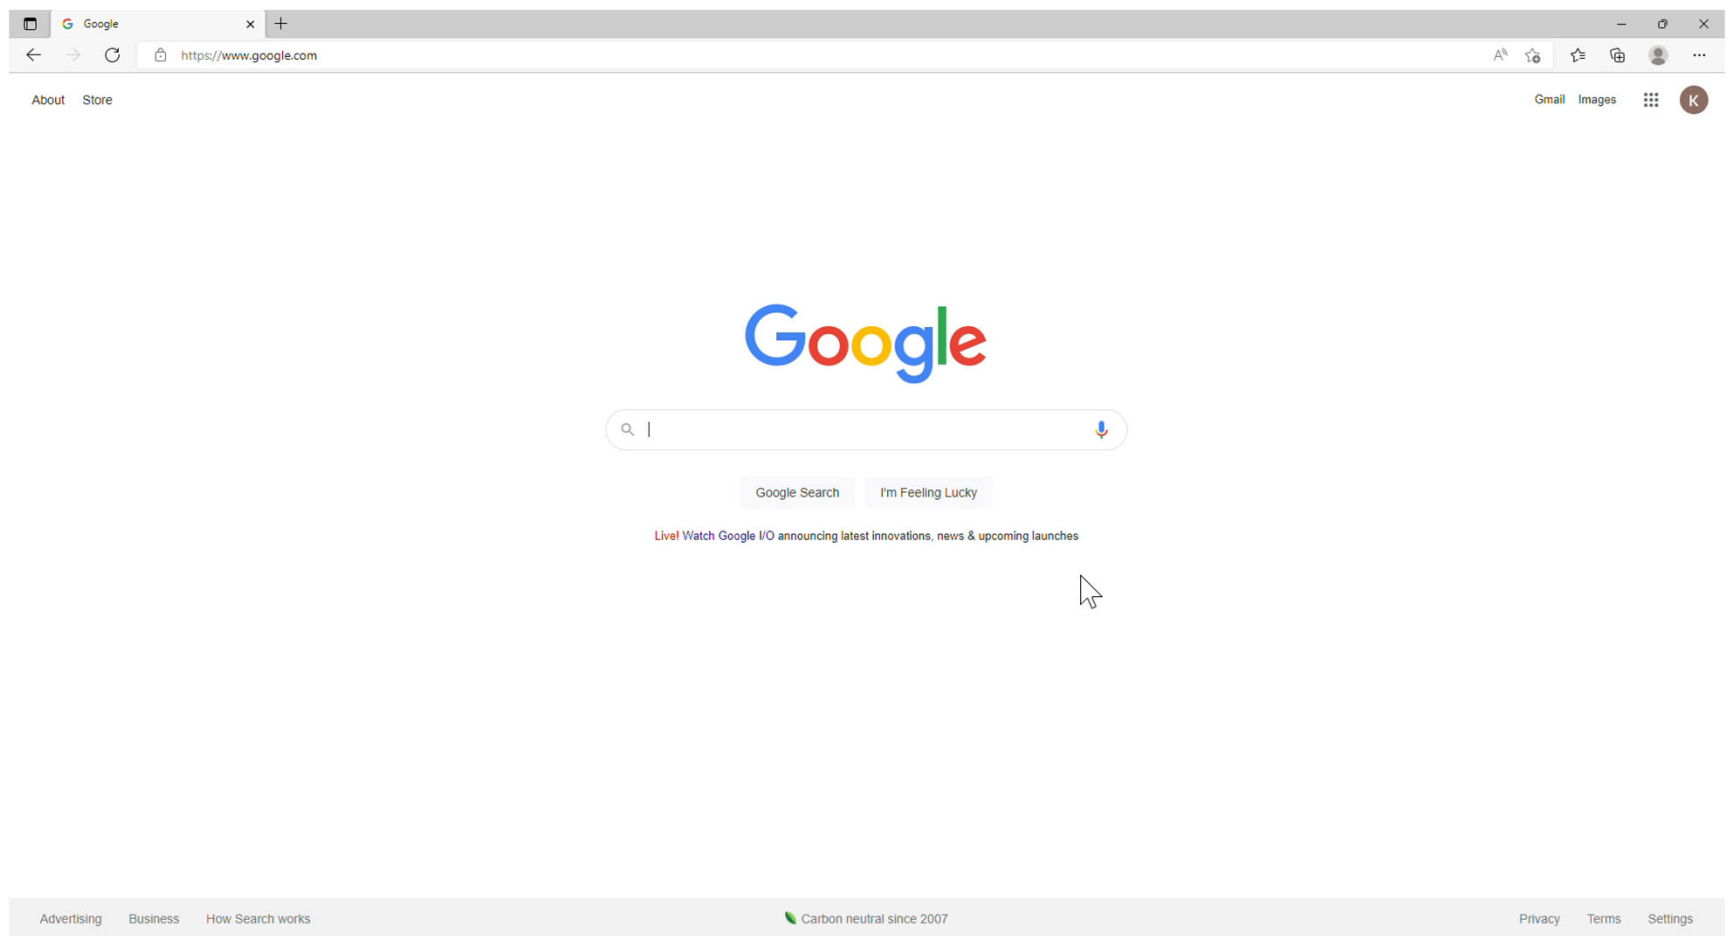 Google
https://www.google.com
About Store
Gmail Images K
Google
Google Search I'm Feeling Lucky
Live! Watch Google I/O announcing latest innovations, news & upcoming launches
Advertising Business How Search works
Carbon neutral since 2007
Privacy Terms Settings